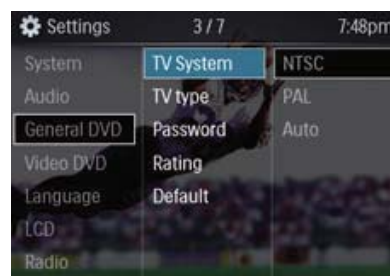 Settings
3 / 7
7:48pm
System
Audio
General DVD
Video DVD
Language
LCD
Radio
TV System
TV type
Password
Rating
Default
NTSC
PAL
Auto